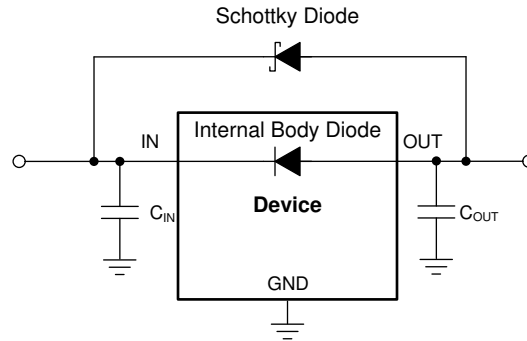 Schottky Diode
Internal Body Diode
IN
OUT
Device
CIN
COUT
GND